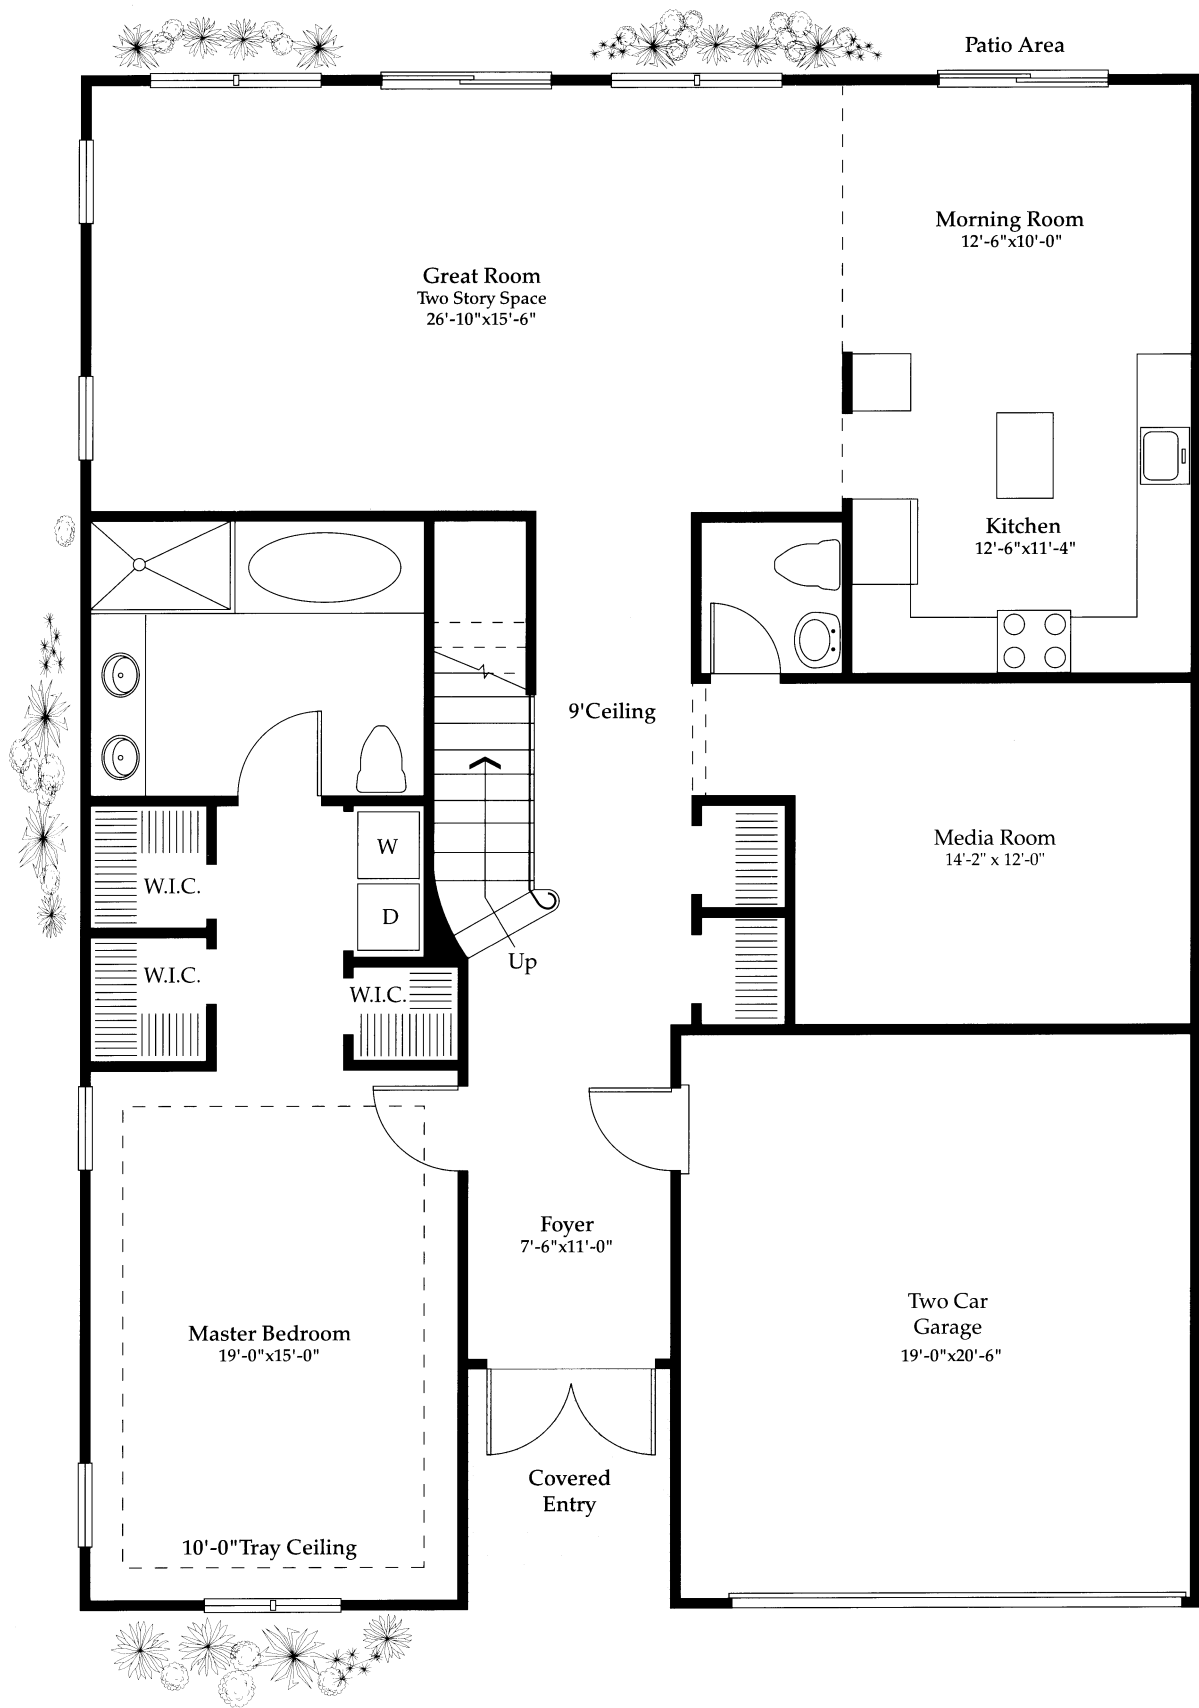 Patio Area
Morning Room
12'-6"x10'-0"
Great Room
Two Story Space
26'-10"x15'-6"
Kitchen
12'-6"x11'-4"
9'Ceiling
Media Room
14'-2" x 12'-0"
W
W.I.C.
D
Up
W.I.C.
W.I.C.
Foyer
7'-6"x11'-0"
Two Car
Garage
19'-0"x20'-6"
Master Bedroom
19'-0"x15'-0"
Covered
Entry
10'-0"Tray Ceiling